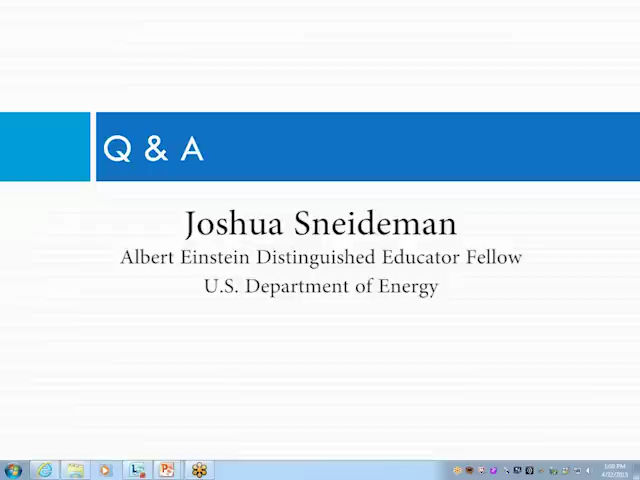 Q & A
Joshua Sneideman
Albert Einstein Distinguished Educator Fellow
U.S. Department of Energy